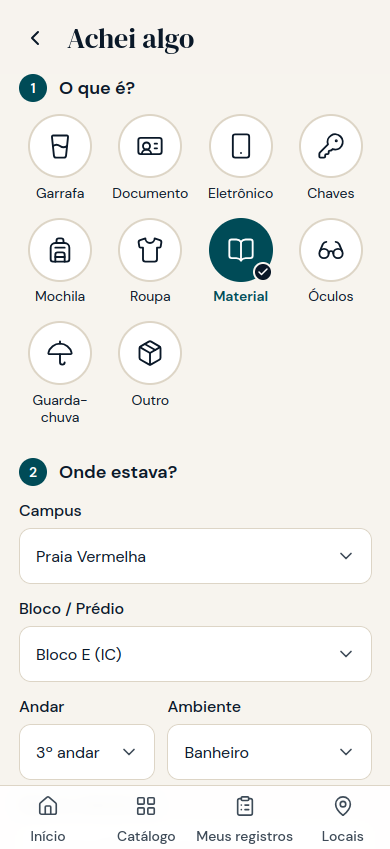 Achei algo
1 O que é?
Garrafa Documento Eletrônico Chaves
Mochila Roupa Material Óculos
Guarda-
chuva
Outro
2 Onde estava?
Campus
Praia Vermelha
Bloco / Prédio
Bloco E (IC)
Andar Ambiente
3º andar Banheiro
Início Catálogo Meus registros Locais